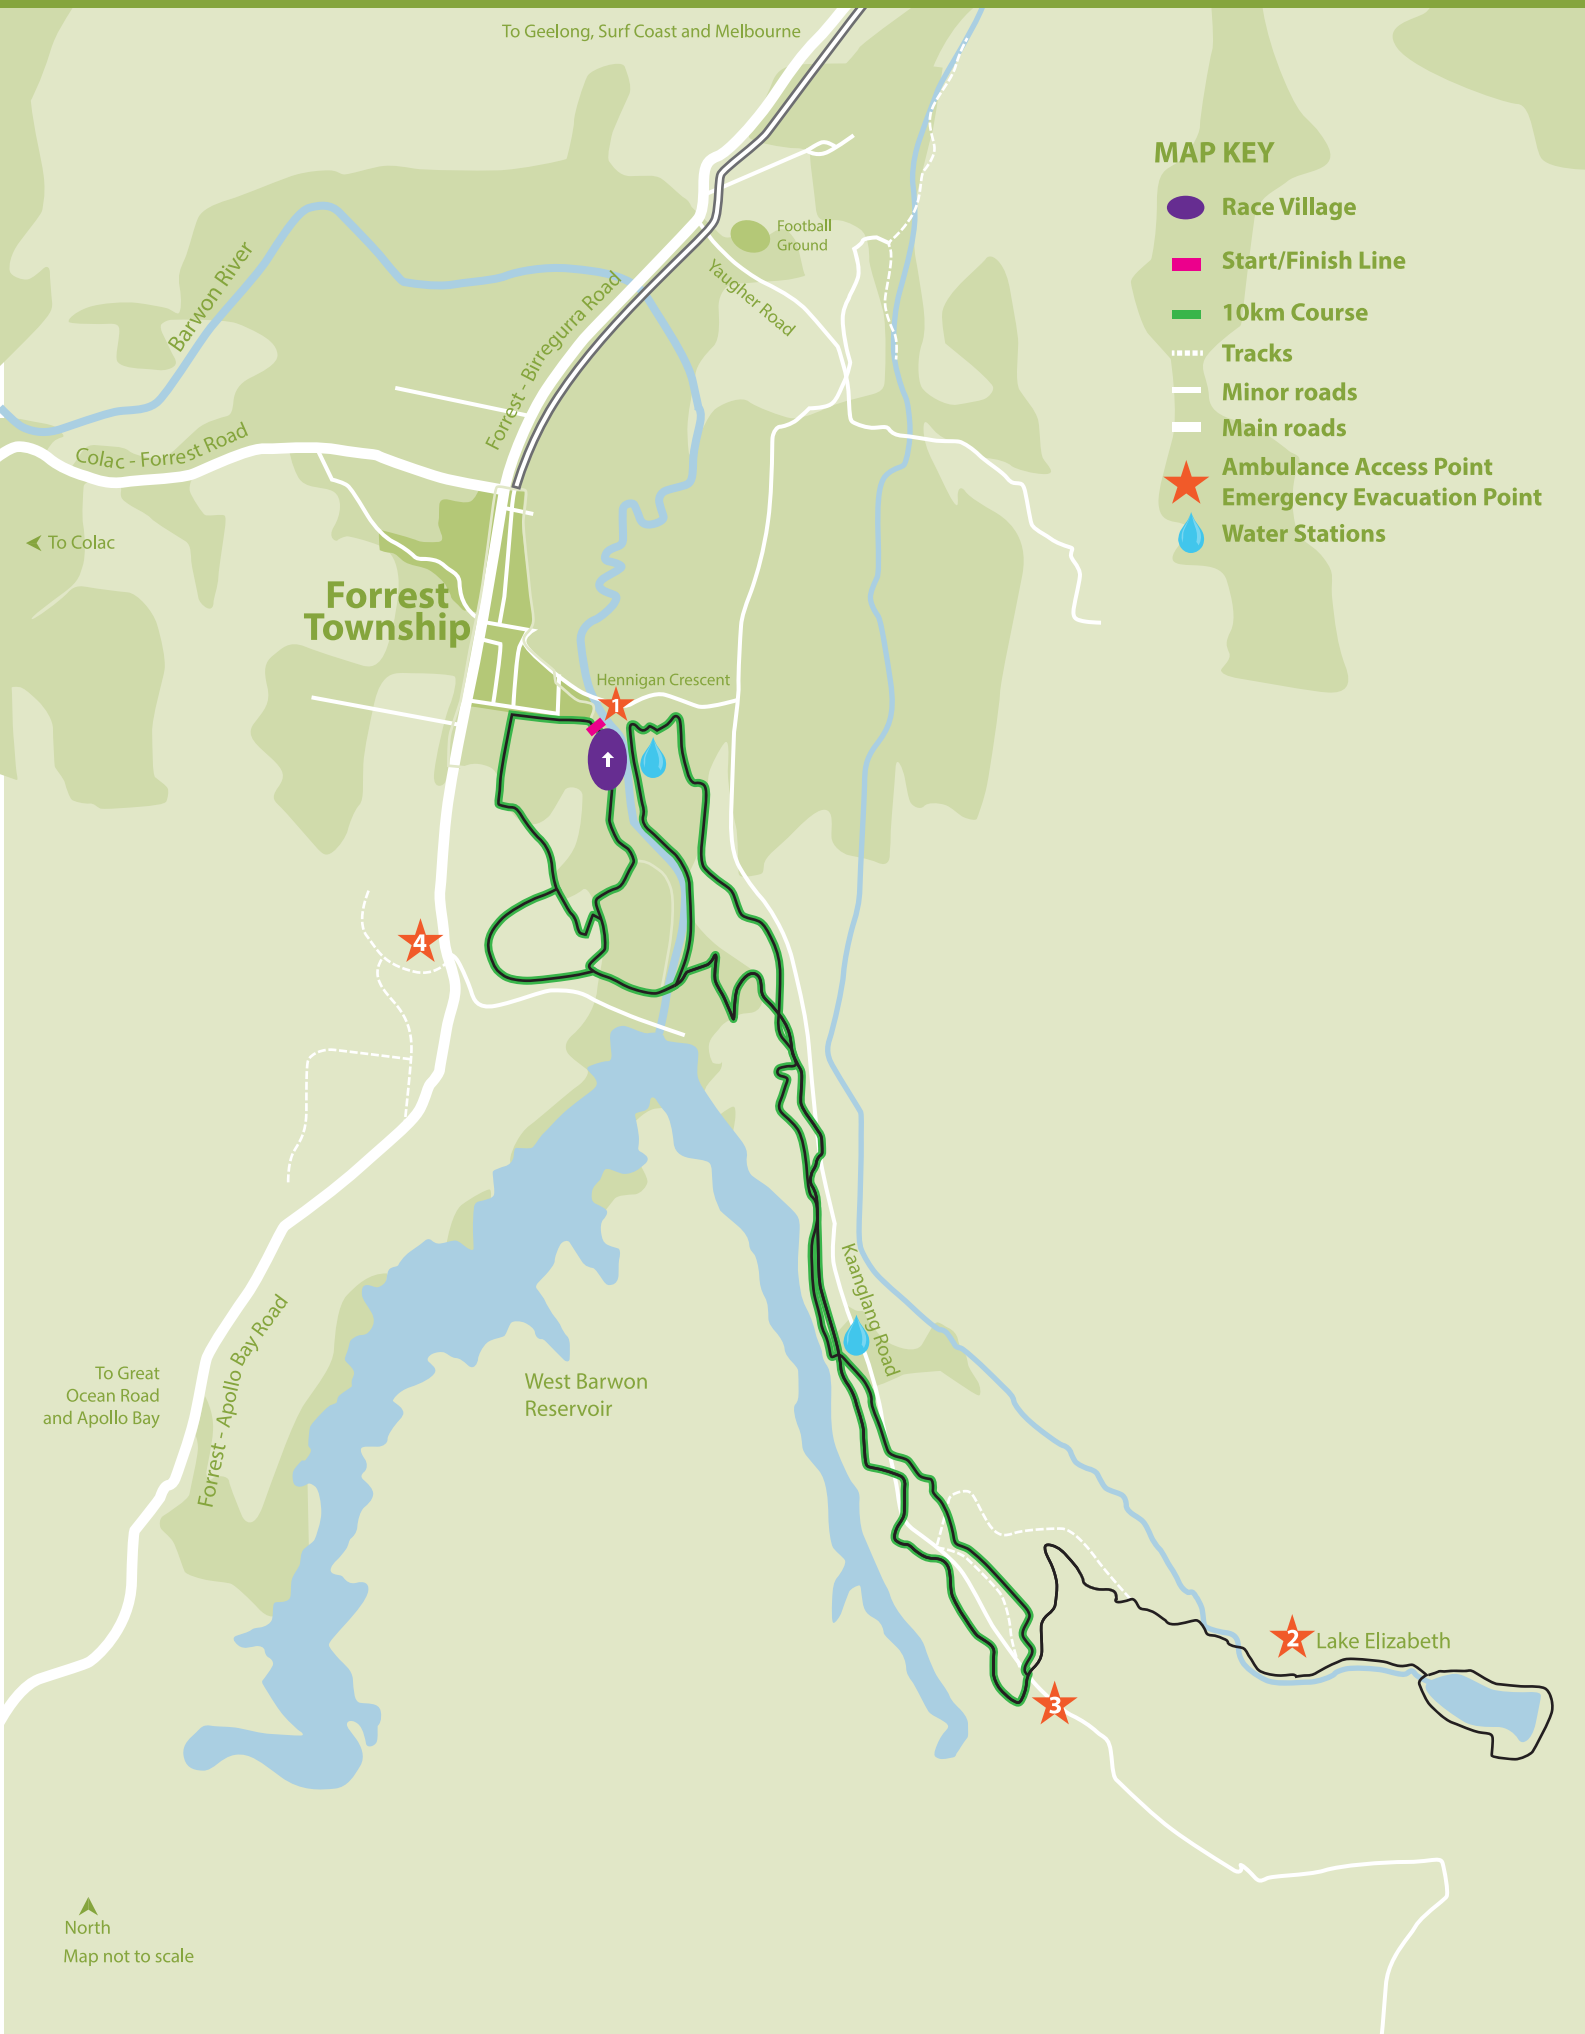 To Geelong, Surf Coast and Melbourne
MAP KEY
Race Village
Start/Finish Line
10km Course
Tracks
Minor roads
Main roads
Ambulance Access Point
Emergency Evacuation Point
Water Stations
Football
Ground
Yaugher Road
Barwon River
Forrest - Birregurra Road
Colac - Forrest Road
To Colac
Forrest
Township
Hennigan Crescent
1
4
Kaanglang Road
To Great
Ocean Road
and Apollo Bay
Forrest - Apollo Bay Road
West Barwon
Reservoir
2
Lake Elizabeth
3
North
Map not to scale